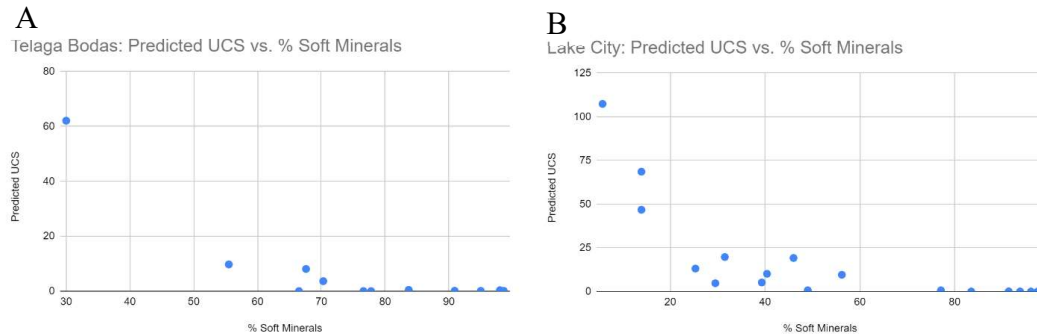 A
Telaga Bodas: Predicted UCS vs. % Soft Minerals
80
60
40
20
0
30
40
50
60
70
80
90
Predicted UCS
% Soft Minerals
B
Lake City: Predicted UCS vs. % Soft Minerals
125
100
75
50
25
0
20
40
60
80
Predicted UCS
% Soft Minerals